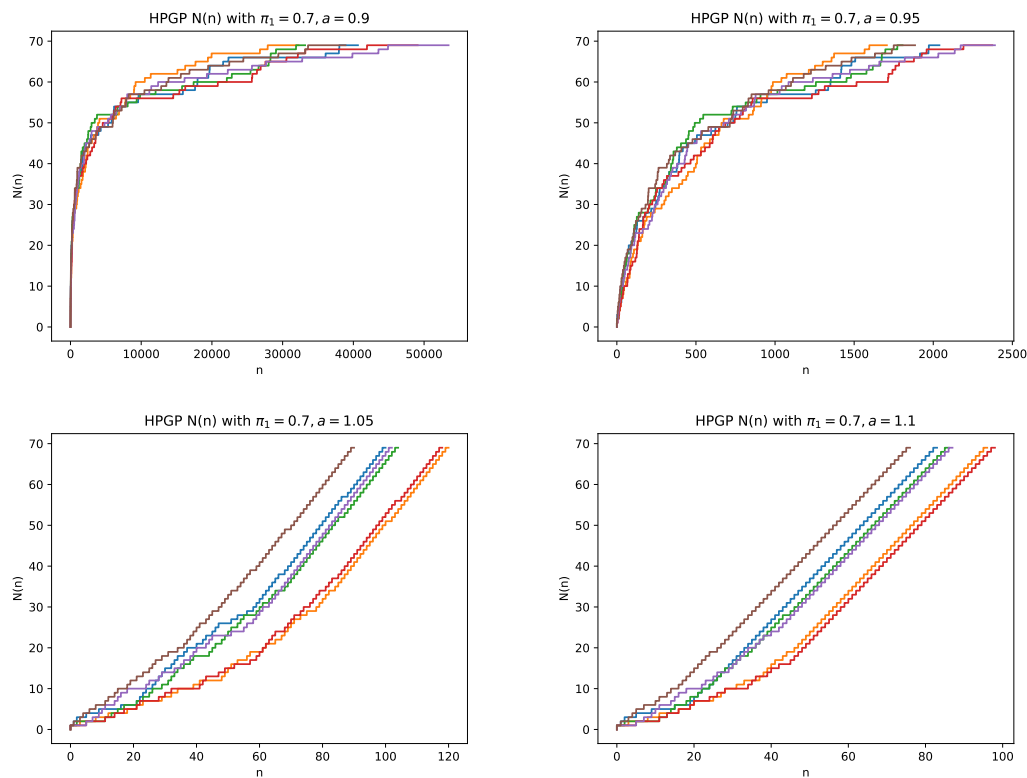 HPGP N(n) with π₁ = 0.7, a = 0.9
N(n)
70
60
50
40
30
20
10
0
0 10000 20000 30000 40000 50000
n
HPGP N(n) with π₁ = 0.7, a = 0.95
N(n)
70
60
50
40
30
20
10
0
0 500 1000 1500 2000 2500
n
HPGP N(n) with π₁ = 0.7, a = 1.05
N(n)
70
60
50
40
30
20
10
0
0 20 40 60 80 100 120
n
HPGP N(n) with π₁ = 0.7, a = 1.1
N(n)
70
60
50
40
30
20
10
0
0 20 40 60 80 100
n